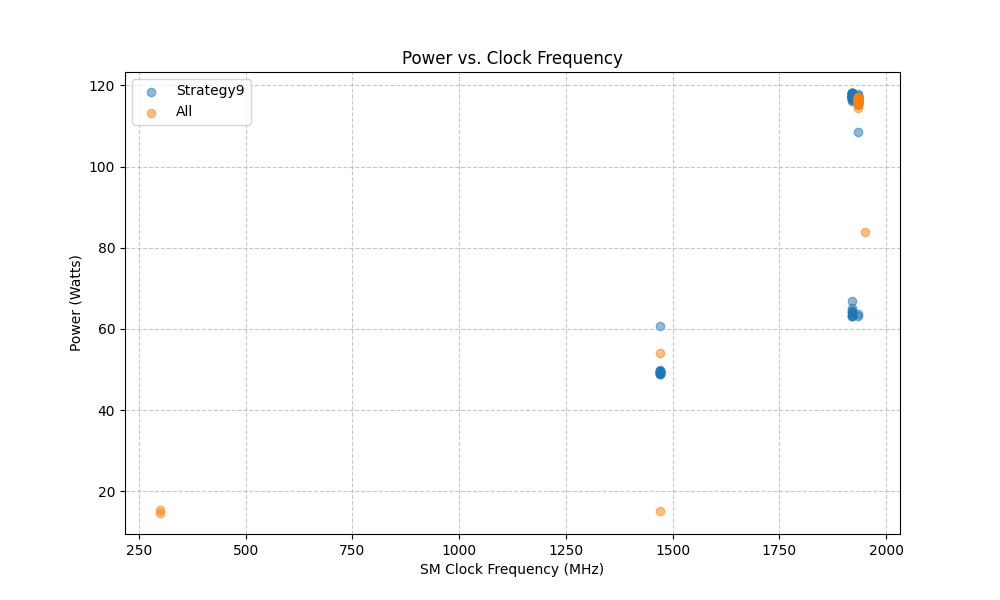 Power vs. Clock Frequency
Strategy9
All
Power (Watts)
120
100
80
60
40
20
250
500
750
1000
1250
1500
1750
2000
SM Clock Frequency (MHz)